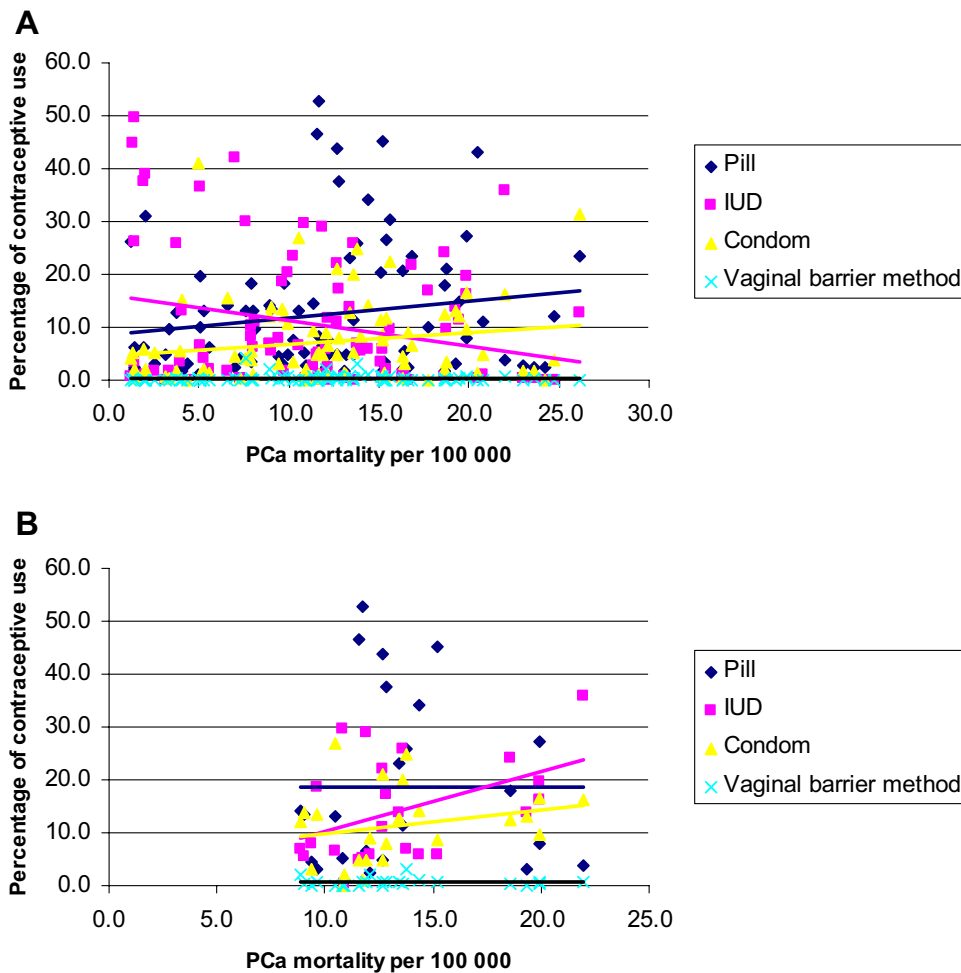 A
Percentage of contraceptive use
60.0
50.0
40.0
30.0
20.0
10.0
0.0
0.0 5.0 10.0 15.0 20.0 25.0 30.0
PCa mortality per 100 000
Pill
IUD
Condom
Vaginal barrier method
B
Percentage of contraceptive use
60.0
50.0
40.0
30.0
20.0
10.0
0.0
0.0 5.0 10.0 15.0 20.0 25.0
PCa mortality per 100 000
Pill
IUD
Condom
Vaginal barrier method